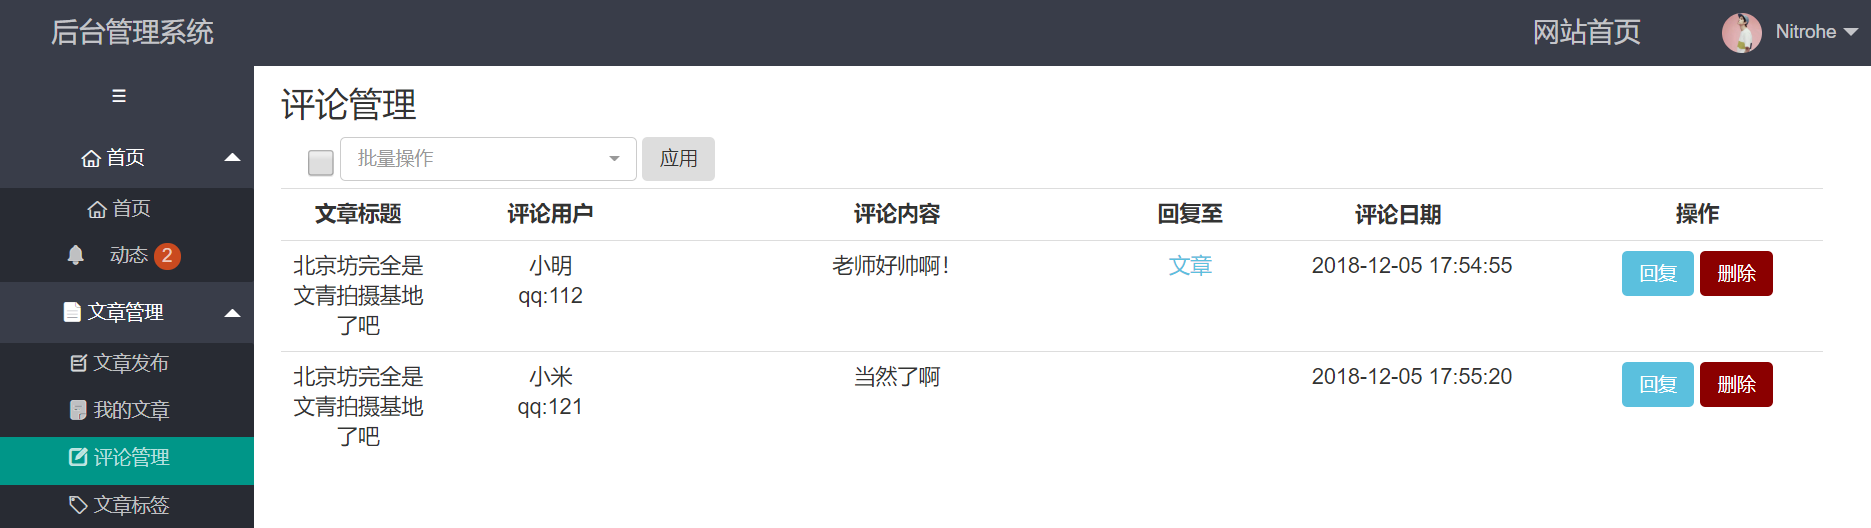 后台管理系统
网站首页
Nitrohe
首页
首页
动态 2
文章管理
文章发布
我的文章
评论管理
文章标签
评论管理
批量操作
应用
文章标题 评论用户 评论内容 回复至 评论日期 操作
北京坊完全是 小明 老师好帅啊! 文章 2018-12-05 17:54:55 回复 删除
文青拍摄基地 qq:112
了吧
北京坊完全是 小米 当然了啊 2018-12-05 17:55:20 回复 删除
文青拍摄基地 qq:121
了吧